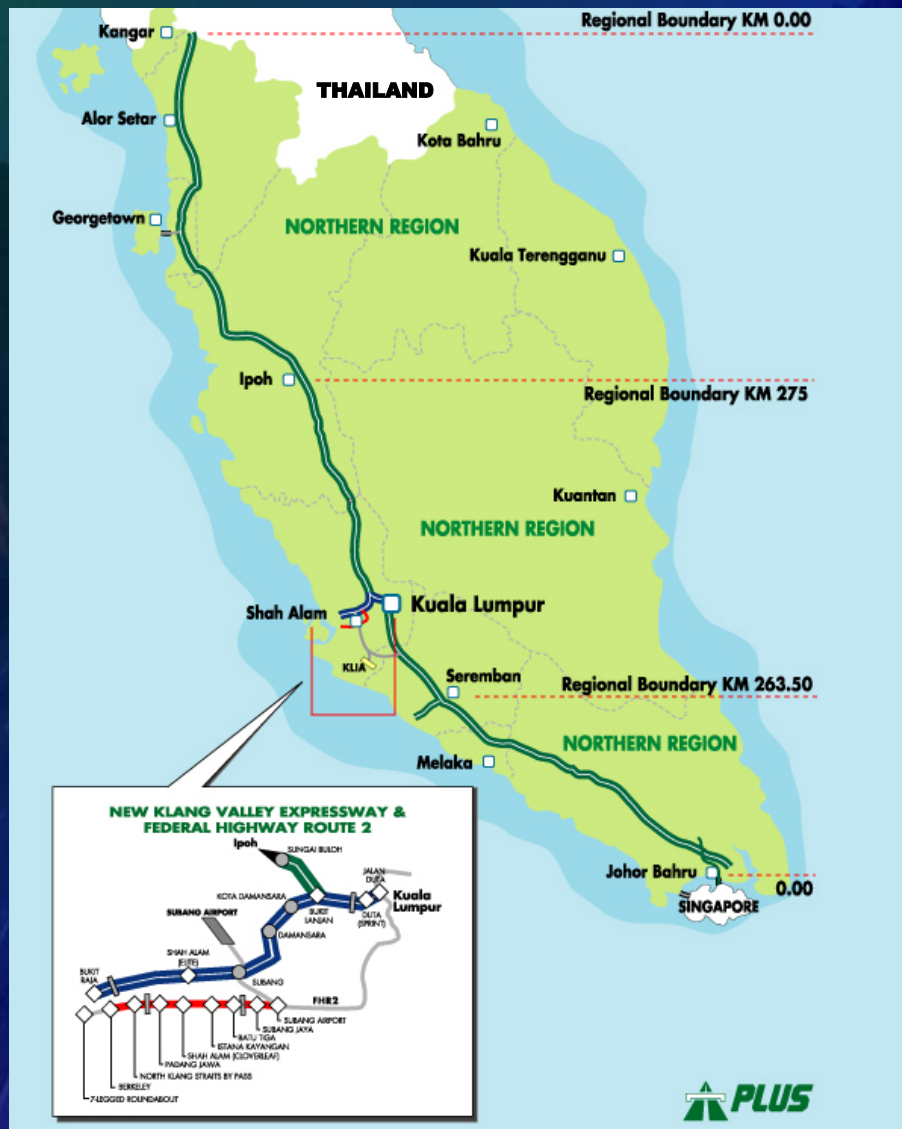 Regional Boundary KM 0.00
Kangar
THAILAND
Alor Setar
Kota Bahru
Georgetown
NORTHERN REGION
Kuala Terengganu
Ipoh
Regional Boundary KM 275
Kuantan
NORTHERN REGION
Shah Alam
Kuala Lumpur
KLIA
Seremban
Regional Boundary KM 263.50
NORTHERN REGION
Melaka
Johor Bahru
0.00
SINGAPORE
NEW KLANG VALLEY EXPRESSWAY &
FEDERAL HIGHWAY ROUTE 2
Ipoh
SUNGAI BULOH
JALAN
DUTA
KOTA DAMANSARA
Kuala
Lumpur
BUKIT
LANJAN
DUTA
(SPRINT)
SUBANG AIRPORT
DAMANSARA
SHAH ALAM
(ELITE)
BUKIT
RAJA
SUBANG
FHR2
SUBANG AIRPORT
SUBANG JAYA
BATU TIGA
ISTANA KAYANGAN
SHAH ALAM (CLOVERLEAF)
PADANG JAWA
NORTH KLANG STRAITS BY PASS
BERKELEY
7-LEGGED ROUNDABOUT
PLUS